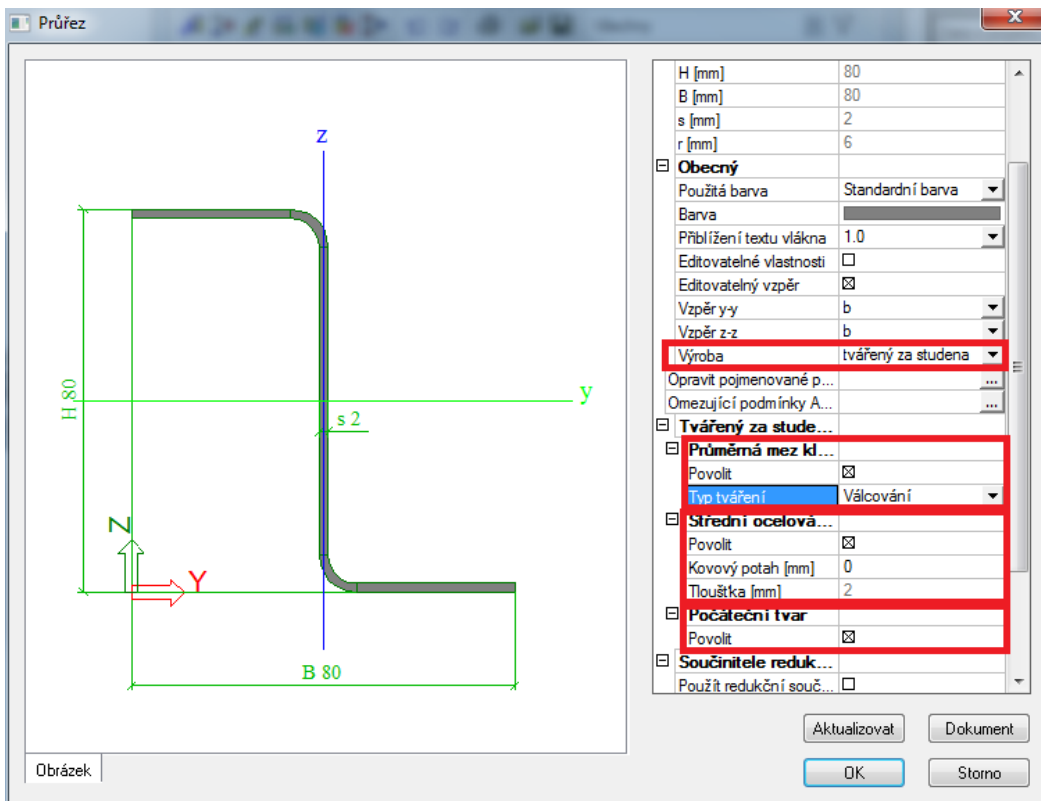 Průřez
z
H 80
y
s 2
Z
Y
B 80
Obrázek
H [mm] 80
B [mm] 80
s [mm] 2
r [mm] 6
Obecný
Použitá barva Standardní barva
Barva
Přiblížení textu vlákna 1.0
Editovatelné vlastnosti
Editovatelný vzpěr
Vzpěr y-y b
Vzpěr z-z b
Výroba tvářený za studena
Opravit pojmenované p... ...
Omezující podmínky A... ...
Tvářený za stude...
Průměrná mez kl...
Povolit
Typ tváření Válcování
Střední ocelová...
Povolit
Kovový potah [mm] 0
Tloušťka [mm] 2
Počáteční tvar
Povolit
Součinitele reduk...
Použít redukční souč...
Aktualizovat Dokument
OK Storno